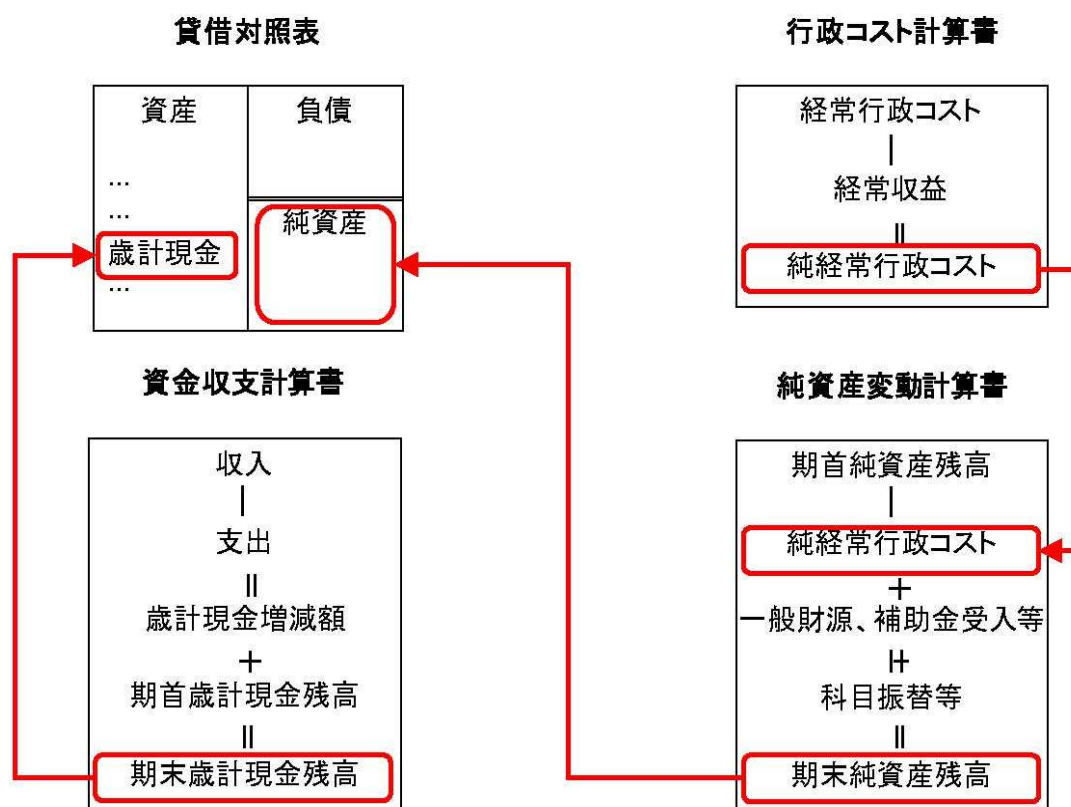 貸借対照表
資産
負債
...
...
歳計現金
...
純資産
行政コスト計算書
経常行政コスト
|
経常収益
||
純経常行政コスト
資金収支計算書
収入
|
支出
||
歳計現金増減額
+
期首歳計現金残高
||
期末歳計現金残高
純資産変動計算書
期首純資産残高
|
純経常行政コスト
+
一般財源、補助金受入等
|+
科目振替等
||
期末純資産残高